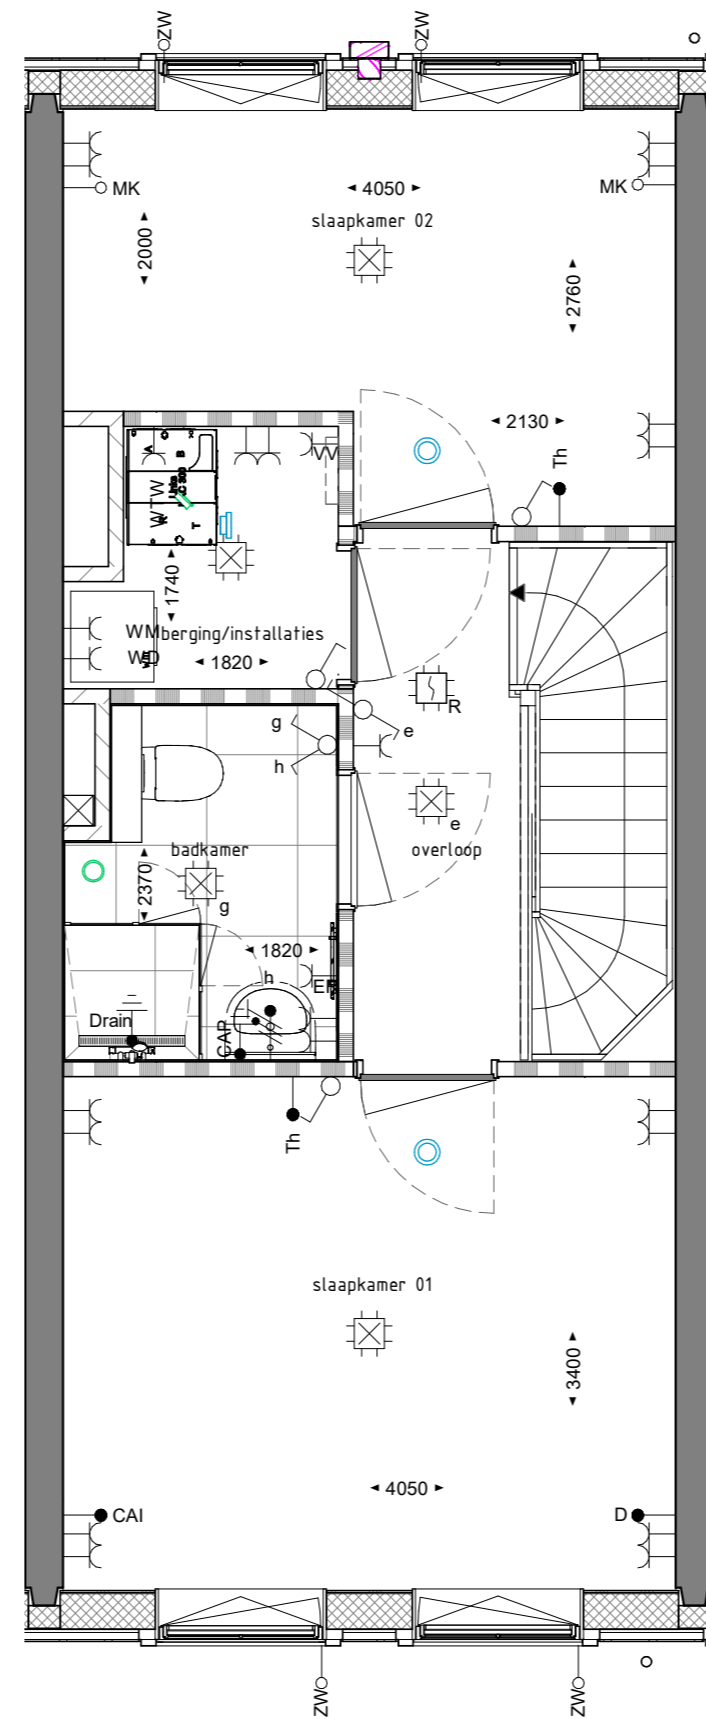 ZW
ZW
MK
4050
MK
slaapkamer 02
2000
2760
2130
Th
A
B
WTW
T
W
1740
WM
berging/installaties
WD
1820
R
g
e
h
e
badkamer
overloop
2370
g
1820
h
Drain
CAP
Th
slaapkamer 01
3400
4050
CAI
D
ZW
ZW